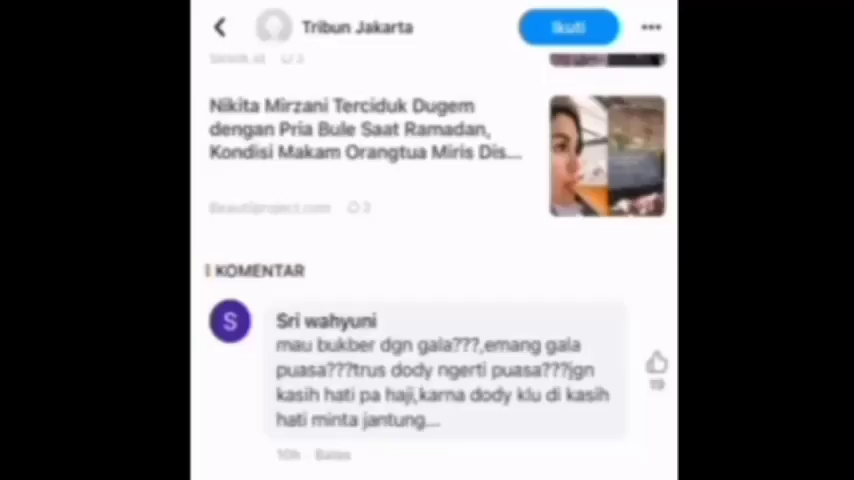 Tribun Jakarta
Ikuti
Nikita Mirzani Terciduk Dugem
dengan Pria Bule Saat Ramadan,
Kondisi Makam Orangtua Miris Dis...
3
KOMENTAR
S
Sri wahyuni
mau bukber dgn gala???,emang gala
puasa???trus dody ngerti puasa???jgn
kasih hati pa haji,karna dody klu di kasih
hati minta jantung...
19
10h Balas